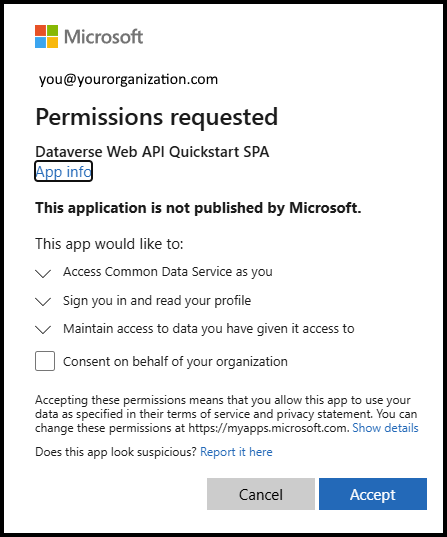 Microsoft
you@yourorganization.com
Permissions requested
Dataverse Web API Quickstart SPA
App info
This application is not published by Microsoft.
This app would like to:
Access Common Data Service as you
Sign you in and read your profile
Maintain access to data you have given it access to
Consent on behalf of your organization
Accepting these permissions means that you allow this app to use your
data as specified in their terms of service and privacy statement. You can
change these permissions at https://myapps.microsoft.com. Show details
Does this app look suspicious? Report it here
Cancel Accept